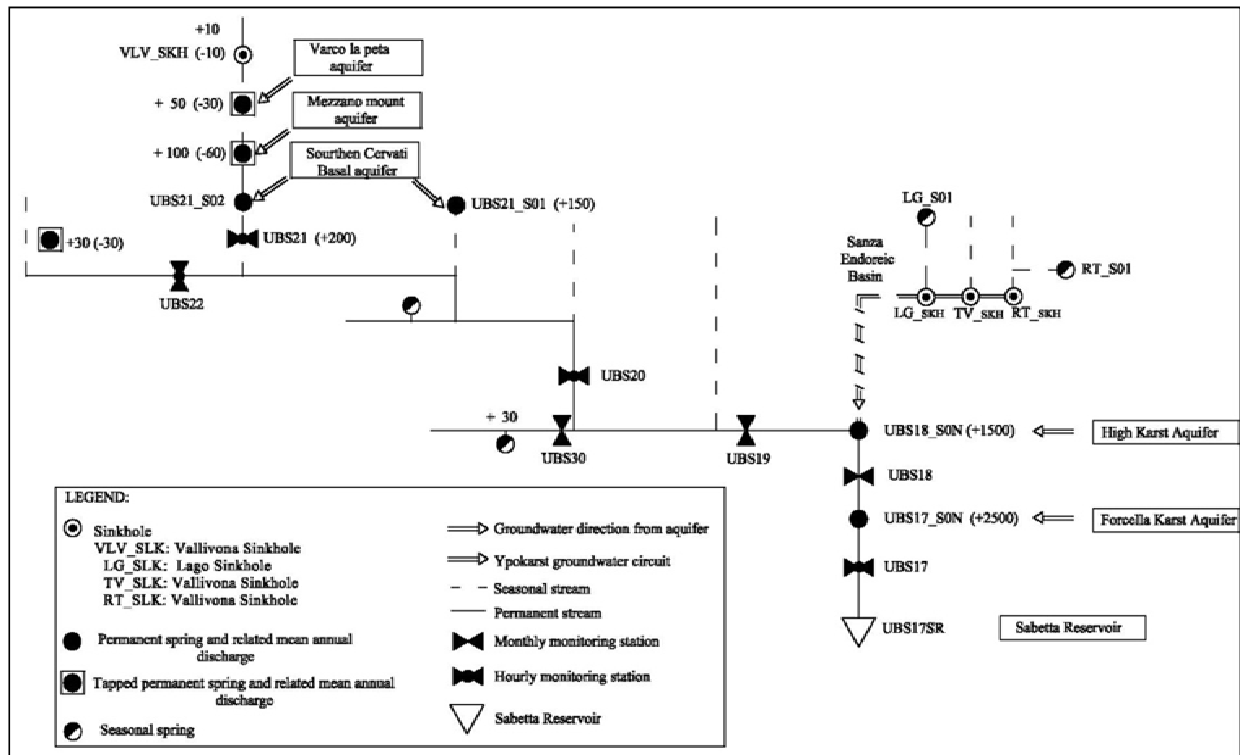 +10
VLV_SKH (-10)
Varco la peta
aquifer
+ 50 (-30)
Mezzano mount
aquifer
+ 100 (-60)
Sourthen Cervati
Basal aquifer
UBS21_S02
UBS21_S01 (+150)
LG_S01
+30 (-30)
UBS21 (+200)
Sanza
Endoreic
Basin
RT_S01
UBS22
LG_SKH
TV_SKH
RT_SKH
UBS20
+ 30
UBS30
UBS19
UBS18_S0N (+1500)
High Karst Aquifer
UBS18
UBS17_S0N (+2500)
Forcella Karst Aquifer
UBS17
UBS17SR
Sabetta Reservoir
LEGEND:
Sinkhole
VLV_SLK: Vallivona Sinkhole
LG_SLK: Lago Sinkhole
TV_SLK: Vallivona Sinkhole
RT_SLK: Vallivona Sinkhole
Permanent spring and related mean annual
discharge
Tapped permanent spring and related mean annual
discharge
Seasonal spring
Groundwater direction from aquifer
Ypokarst groundwater circuit
Seasonal stream
Permanent stream
Monthly monitoring station
Hourly monitoring station
Sabetta Reservoir